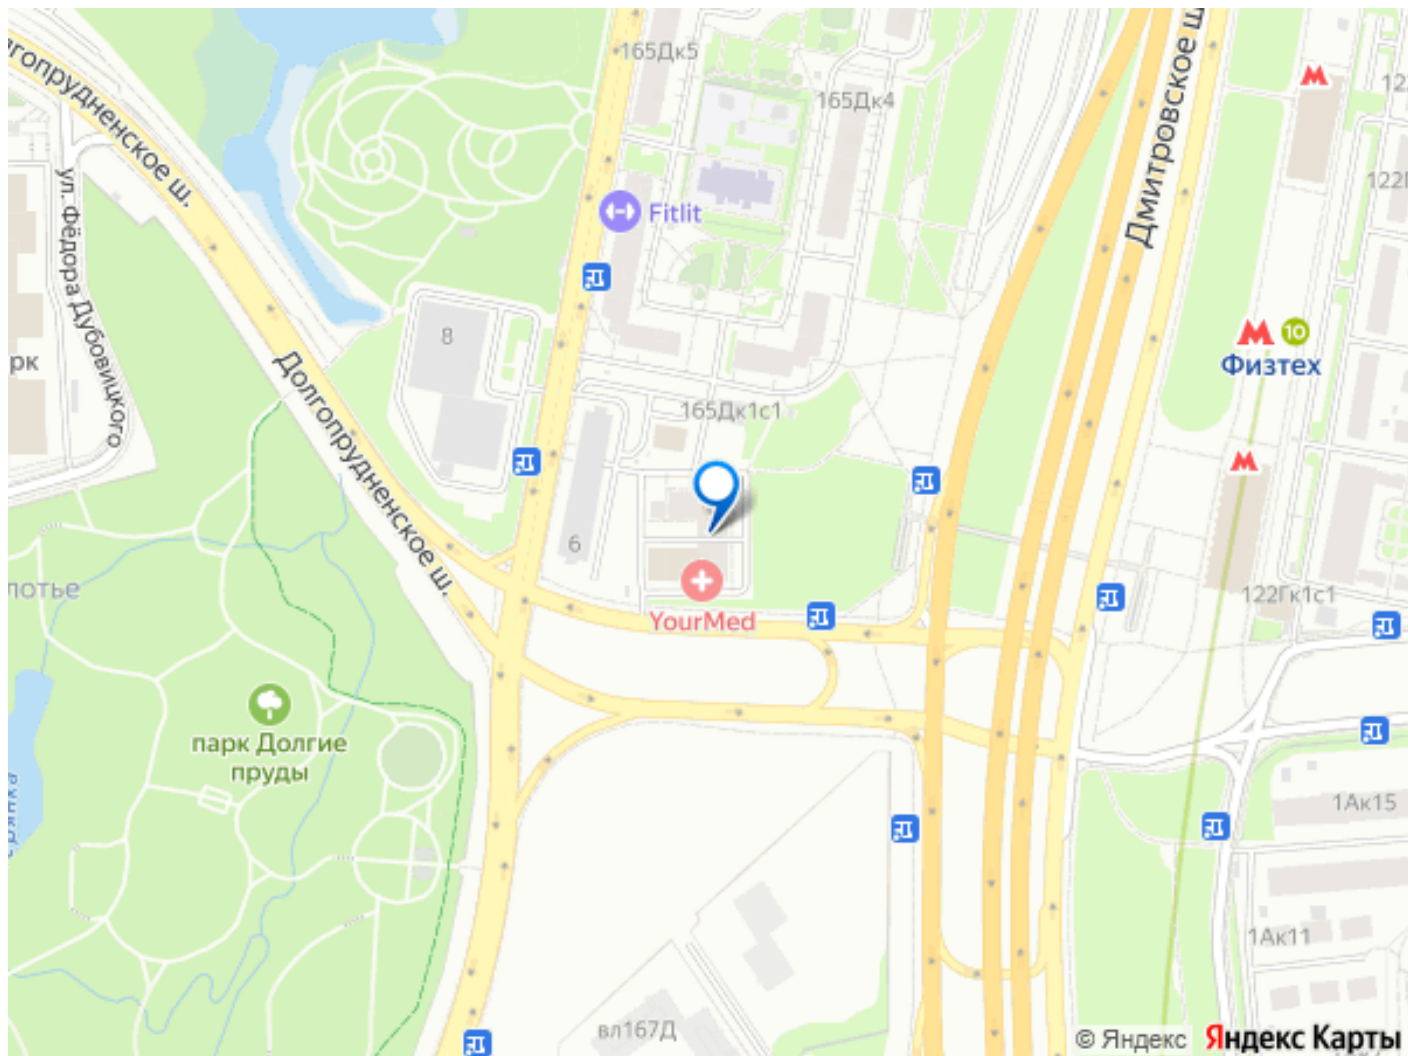 165Дк5
165Дк4
Долгопрудненское ш.
Дмитровское ш.
ул. Фёдора Дубовицкого
Fitlit
8
10
Физтех
Долгопрудненское ш.
165Дк1с1
6
YourMed
122Гк1с1
парк Долгие
пруды
1Ак15
1Ак11
вл167Д
© Яндекс Яндекс Карты